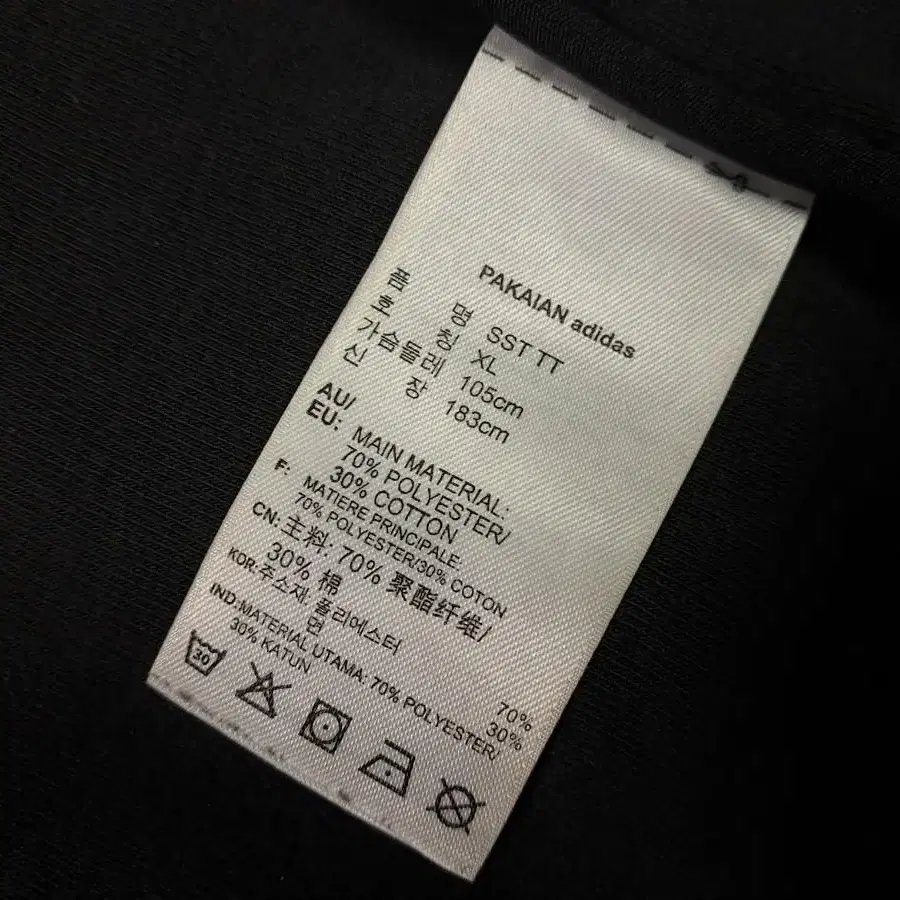 PAKAIAN adidas
품 명 SST TT
호 칭 XL
가슴둘레 105cm
신 장 183cm
AU/
EU: MAIN MATERIAL:
70% POLYESTER/
30% COTTON
F: MATIERE PRINCIPALE.
70% POLYESTER/30% COTON
CN: 主料: 70% 聚酯纤维/
30% 棉
KOR: 주소재. 폴리에스터 70%
면 30%
IND: MATERIAL UTAMA: 70% POLYESTER/
30% KATUN
30